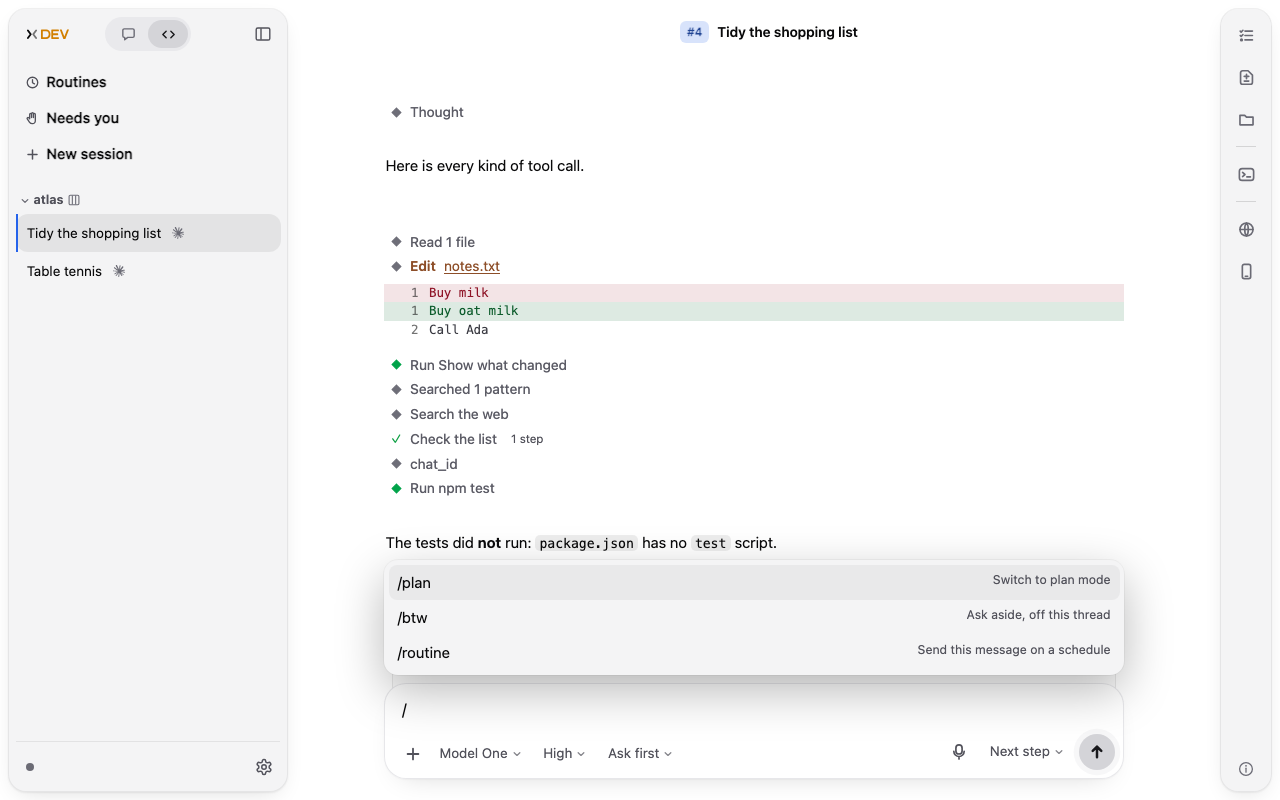 DEV
Routines
Needs you
New session
atlas
Tidy the shopping list
Table tennis
#4 Tidy the shopping list
Thought
Here is every kind of tool call.
Read 1 file
Edit notes.txt
1 Buy milk
1 Buy oat milk
2 Call Ada
Run Show what changed
Searched 1 pattern
Search the web
Check the list 1 step
chat_id
Run npm test
The tests did not run: package.json has no test script.
/plan Switch to plan mode
/btw Ask aside, off this thread
/routine Send this message on a schedule
/
Model One High Ask first Next step